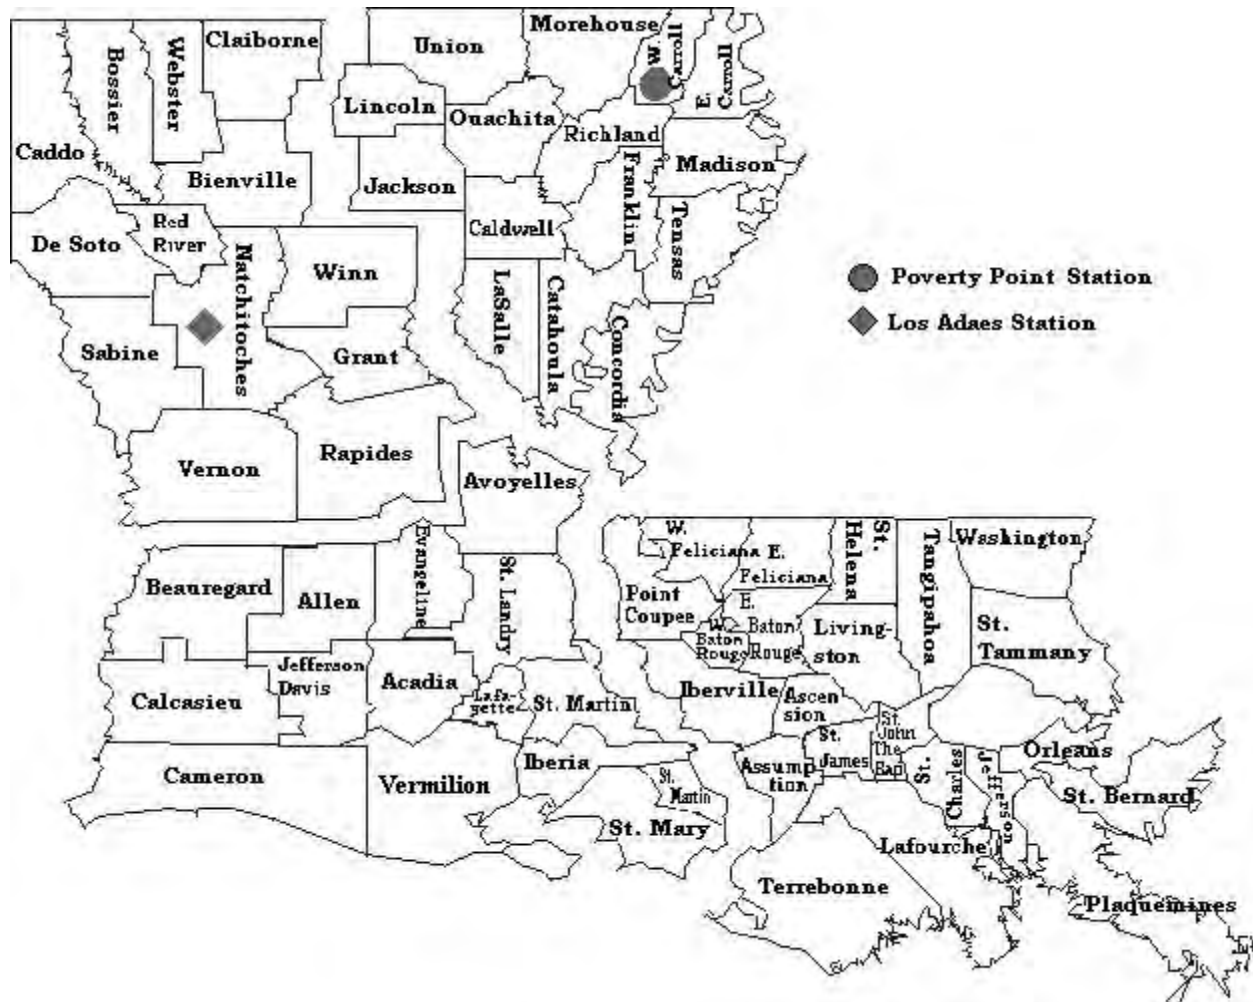 Claiborne
Morehouse
Union
Webster
Bossier
W. Carroll
E. Carroll
Lincoln
Ouachita
Richland
Caddo
Madison
Bienville
Jackson
Franklin
Red
River
Caldwell
Tensas
De Soto
Natchitoches
Winn
LaSalle
Catahoula
Poverty Point Station
Los Adaes Station
Concordia
Sabine
Grant
Rapides
Vernon
Avoyelles
W.
Feliciana
E.
Feliciana
St.
Helena
Tangipahoa
Washington
Evangeline
St. Landry
Beauregard
Allen
Point
Coupee
E.
Baton
Rouge
W.
Baton
Rouge
Living-
ston
St.
Tammany
Jefferson
Davis
Acadia
Calcasieu
Lafa-
yette
St. Martin
Iberville
Ascen
sion
St.
John
The
Bap
St.
James
Assump
tion
St.
Charles
Jefferson
Orleans
Cameron
Vermilion
Iberia
St.
Martin
St. Mary
St. Bernard
Lafourche
Terrebonne
Plaquemines